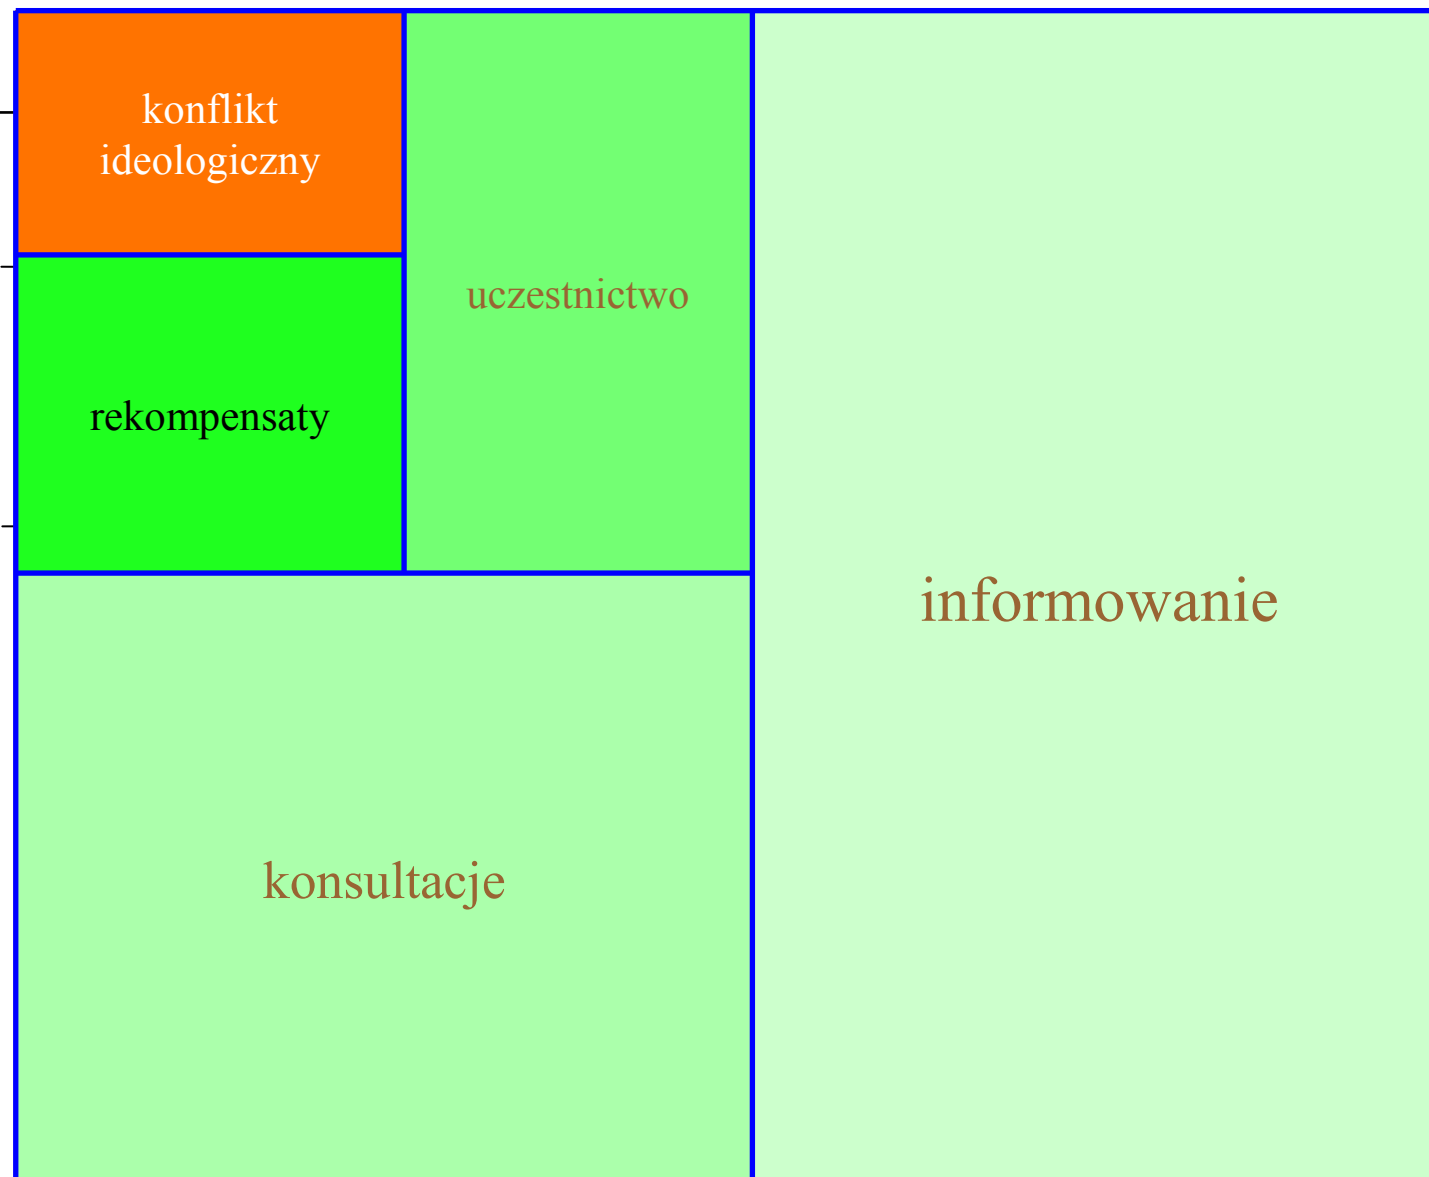 konflikt
ideologiczny
uczestnictwo
rekompensaty
informowanie
konsultacje